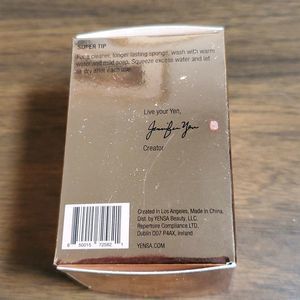 SUPER TIP
For a cleaner, longer lasting sponge, wash with warm
water and mild soap. Squeeze excess water and let
air dry after each use.
Live your Yen,
Jennifer Yen
Creator
Created in Los Angeles, Made in China.
Dist. by YENSA Beauty, LLC.
Repertoire Compliance LTD.
Dublin D07 P4AX, Ireland
YENSA.COM